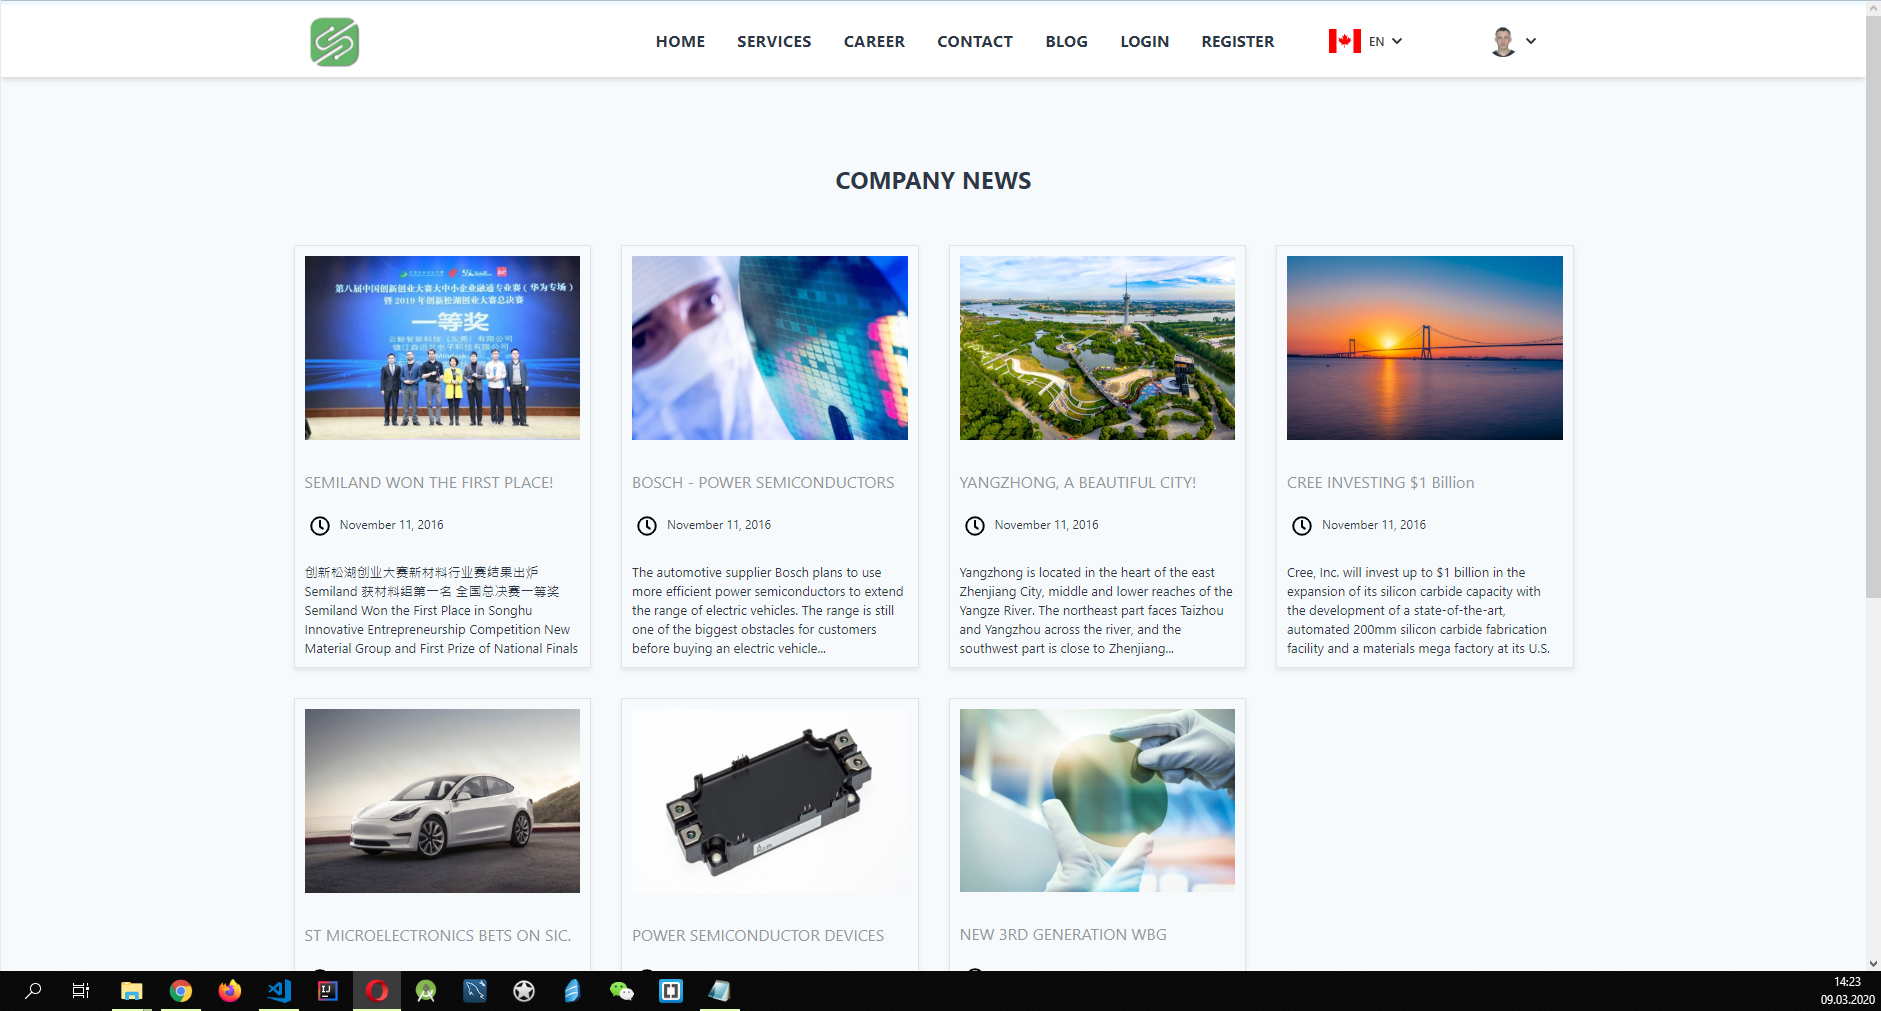 HOME SERVICES CAREER CONTACT BLOG LOGIN REGISTER EN
COMPANY NEWS
第八届中国创新创业大赛大中小企业融通专业赛(华为专场)
暨 2019 年创新松湖创业大赛总决赛
一等奖
SEMILAND WON THE FIRST PLACE!
November 11, 2016
创新松湖创业大赛新材料行业赛结果出炉
Semiland 获材料组第一名 全国总决赛一等奖
Semiland Won the First Place in Songhu
Innovative Entrepreneurship Competition New
Material Group and First Prize of National Finals
BOSCH - POWER SEMICONDUCTORS
November 11, 2016
The automotive supplier Bosch plans to use
more efficient power semiconductors to extend
the range of electric vehicles. The range is still
one of the biggest obstacles for customers
before buying an electric vehicle...
YANGZHONG, A BEAUTIFUL CITY!
November 11, 2016
Yangzhong is located in the heart of the east
Zhenjiang City, middle and lower reaches of the
Yangze River. The northeast part faces Taizhou
and Yangzhou across the river, and the
southwest part is close to Zhenjiang...
CREE INVESTING $1 Billion
November 11, 2016
Cree, Inc. will invest up to $1 billion in the
expansion of its silicon carbide capacity with
the development of a state-of-the-art,
automated 200mm silicon carbide fabrication
facility and a materials mega factory at its U.S.
ST MICROELECTRONICS BETS ON SIC.
POWER SEMICONDUCTOR DEVICES
NEW 3RD GENERATION WBG
14:23
09.03.2020